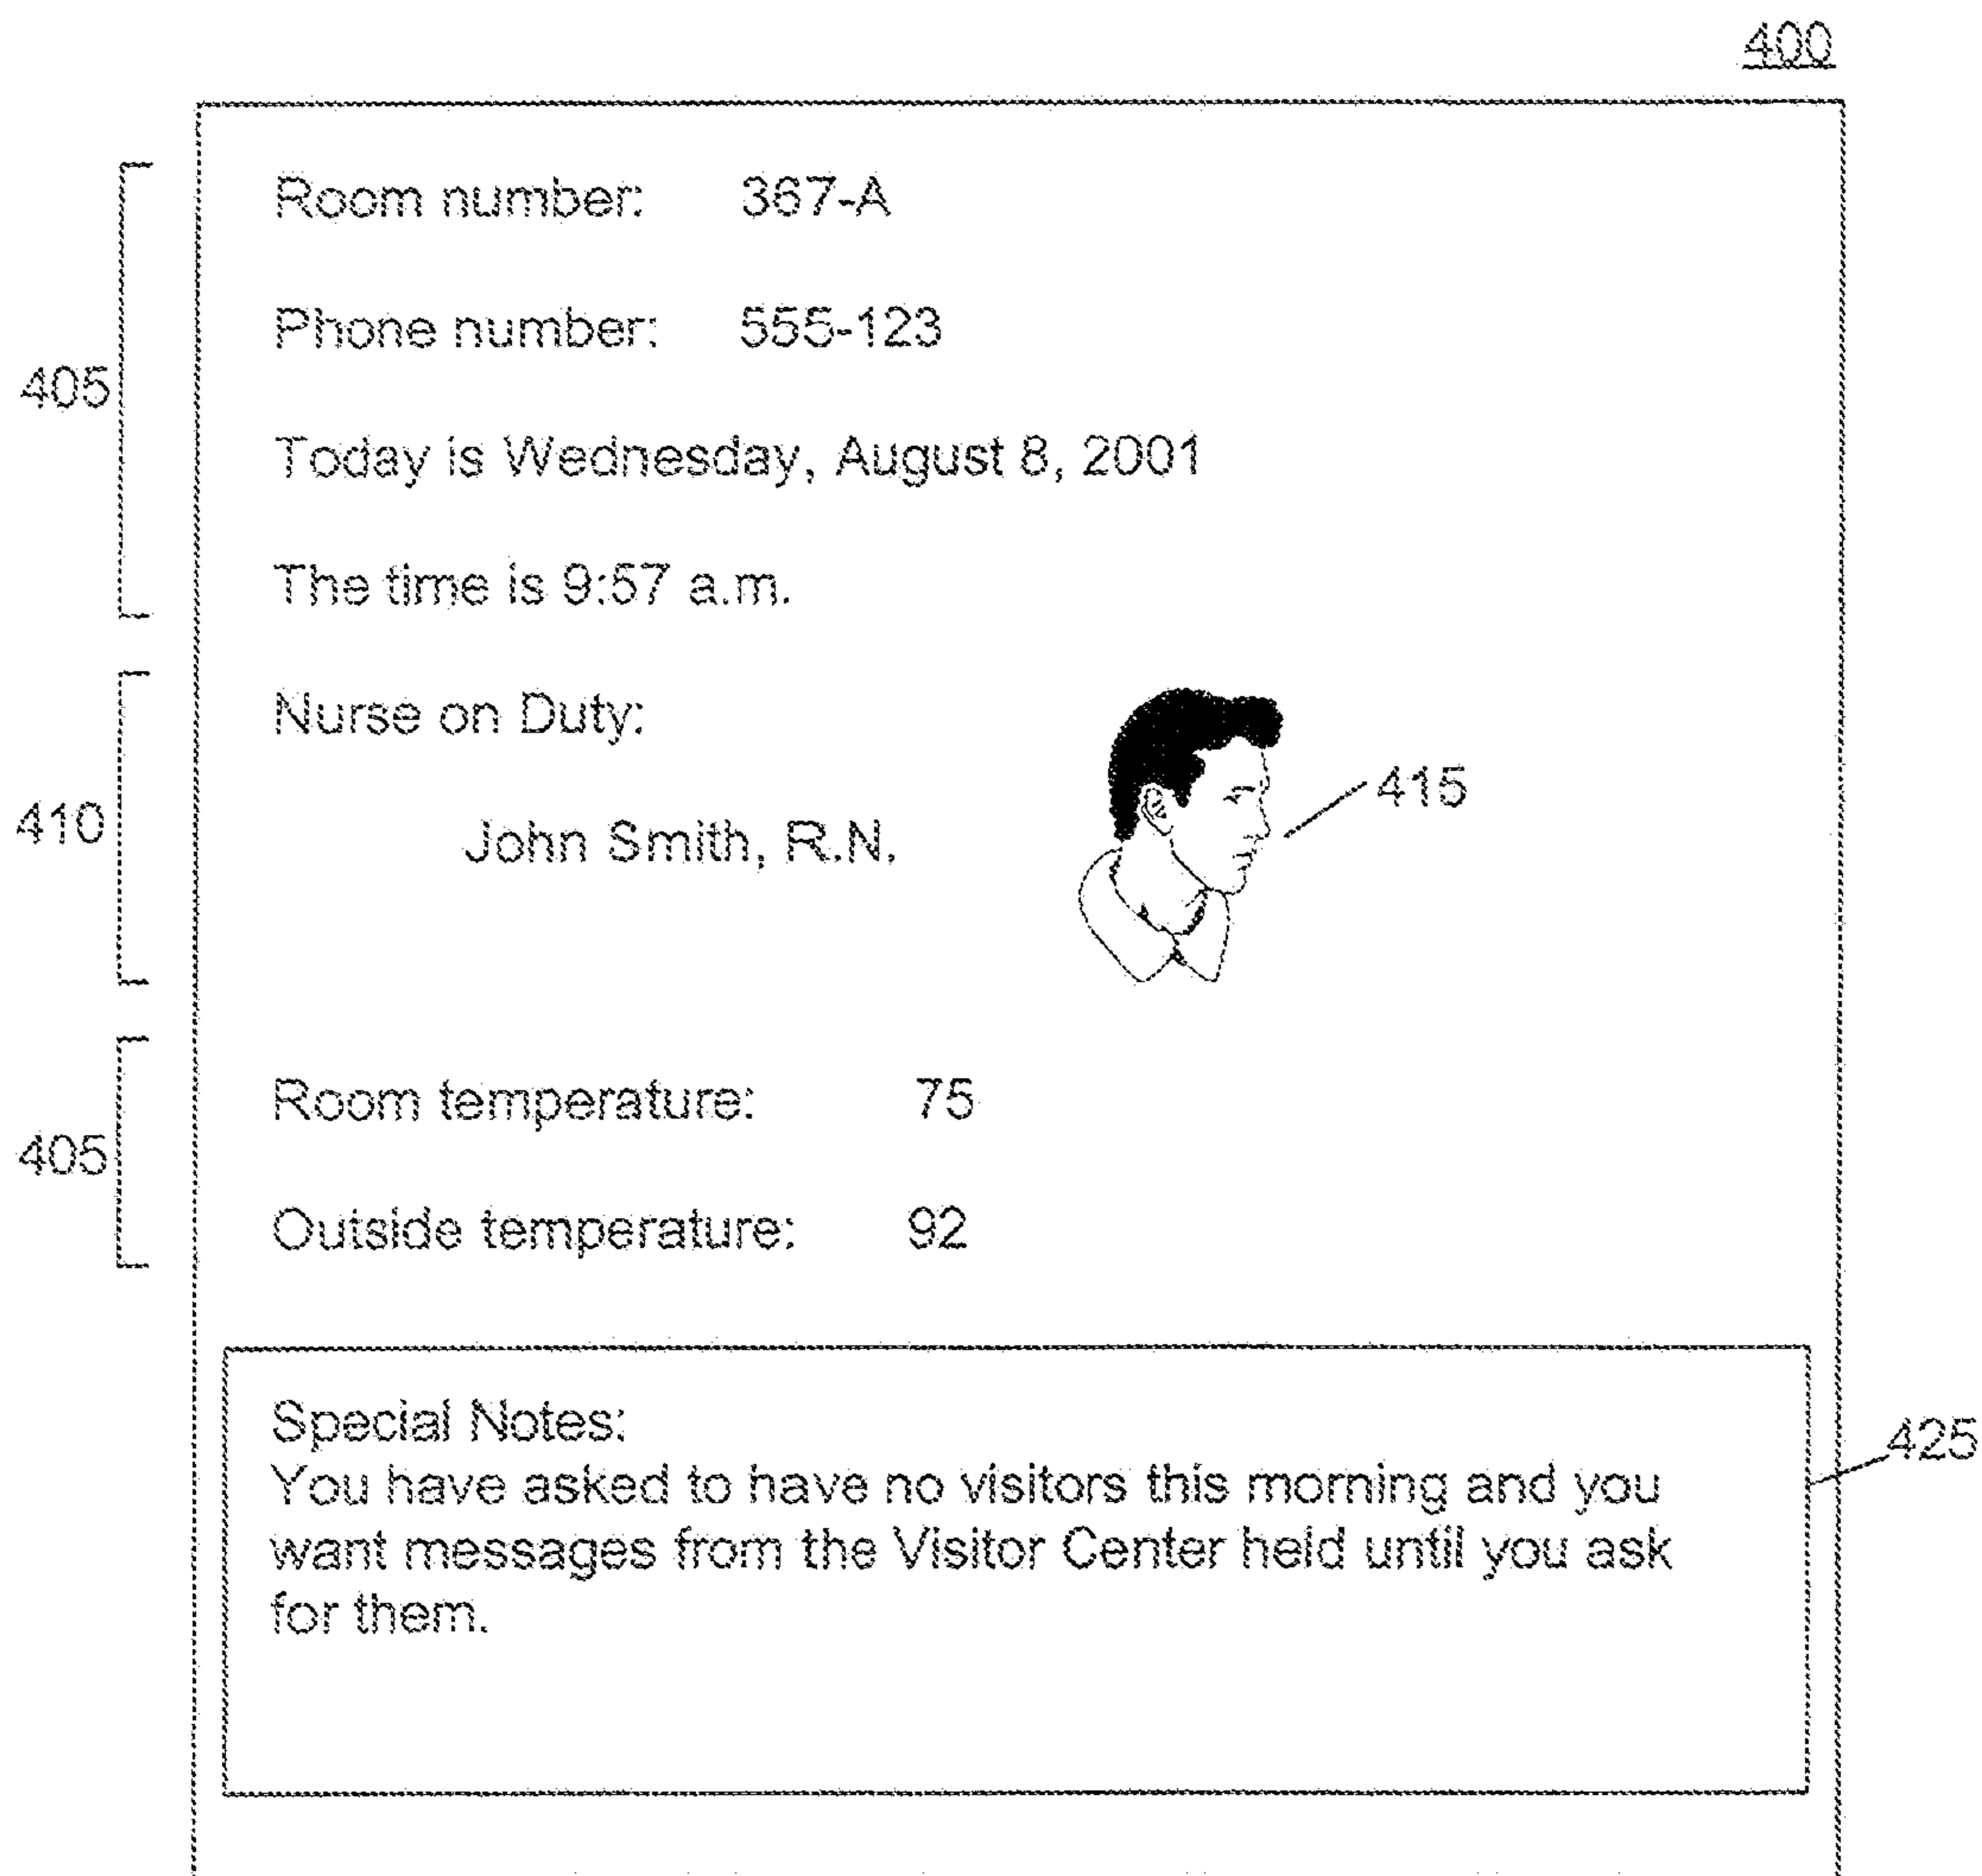 400
Room number: 367-A
Phone number: 555-123
405
Today is Wednesday, August 8, 2001
The time is 9:57 a.m.
Nurse on Duty:
415
410
John Smith, R.N.
Room temperature: 75
405
Outside temperature: 92
Special Notes:
425
You have asked to have no visitors this morning and you
want messages from the Visitor Center held until you ask
for them.